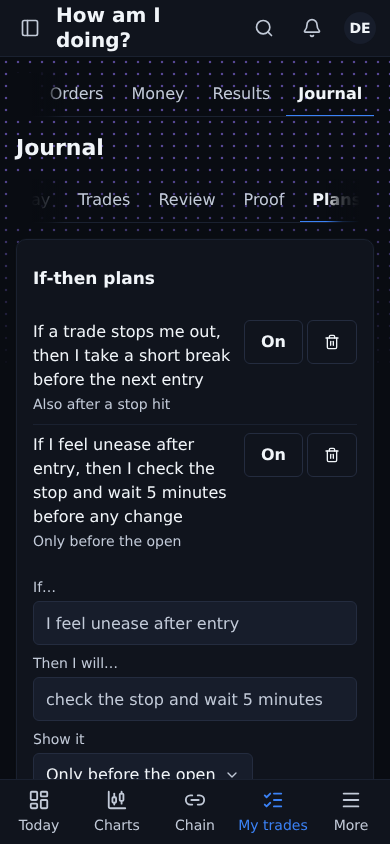 How am I
doing?
DE
Orders Money Results Journal
Journal
ay Trades Review Proof Plans
If-then plans
If a trade stops me out,
then I take a short break
before the next entry
On
Also after a stop hit
If I feel unease after
entry, then I check the
stop and wait 5 minutes
before any change
On
Only before the open
If...
I feel unease after entry
Then I will...
check the stop and wait 5 minutes
Show it
Only before the open
Today Charts Chain My trades More